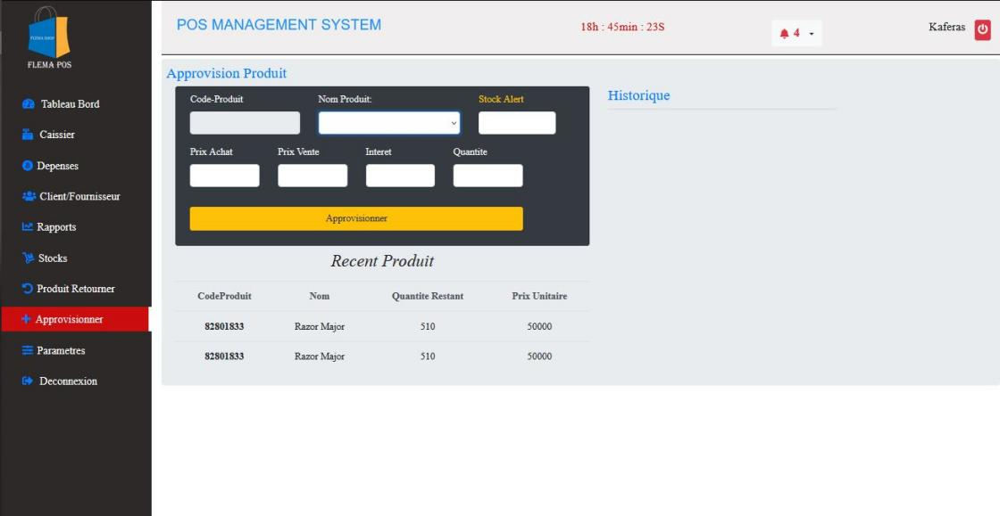 FLEMA SHOP
FLEMA POS
Tableau Bord
Caissier
Depenses
Client/Fournisseur
Rapports
Stocks
Produit Retourner
Approvisionner
Parametres
Deconnexion
POS MANAGEMENT SYSTEM
18h : 45min : 23S
4
Kaferas
Approvision Produit
Code-Produit Nom Produit: Stock Alert
Prix Achat Prix Vente Interet Quantite
Approvisionner
Historique
Recent Produit
CodeProduit Nom Quantite Restant Prix Unitaire
82801833 Razor Major 510 50000
82801833 Razor Major 510 50000